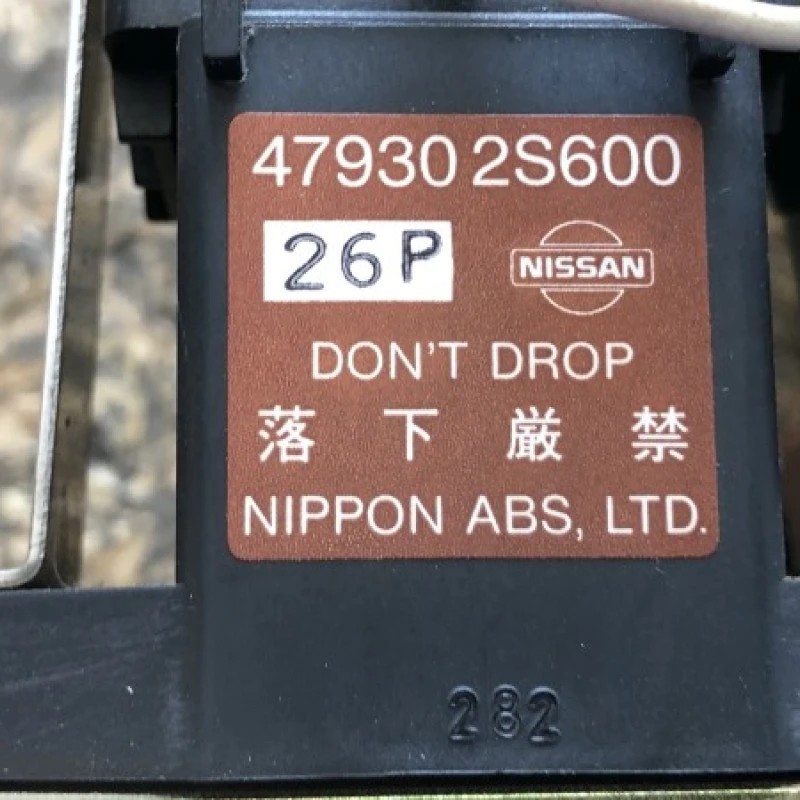 47930 2S600
26P NISSAN
DON'T DROP
落下厳禁
NIPPON ABS, LTD.
282